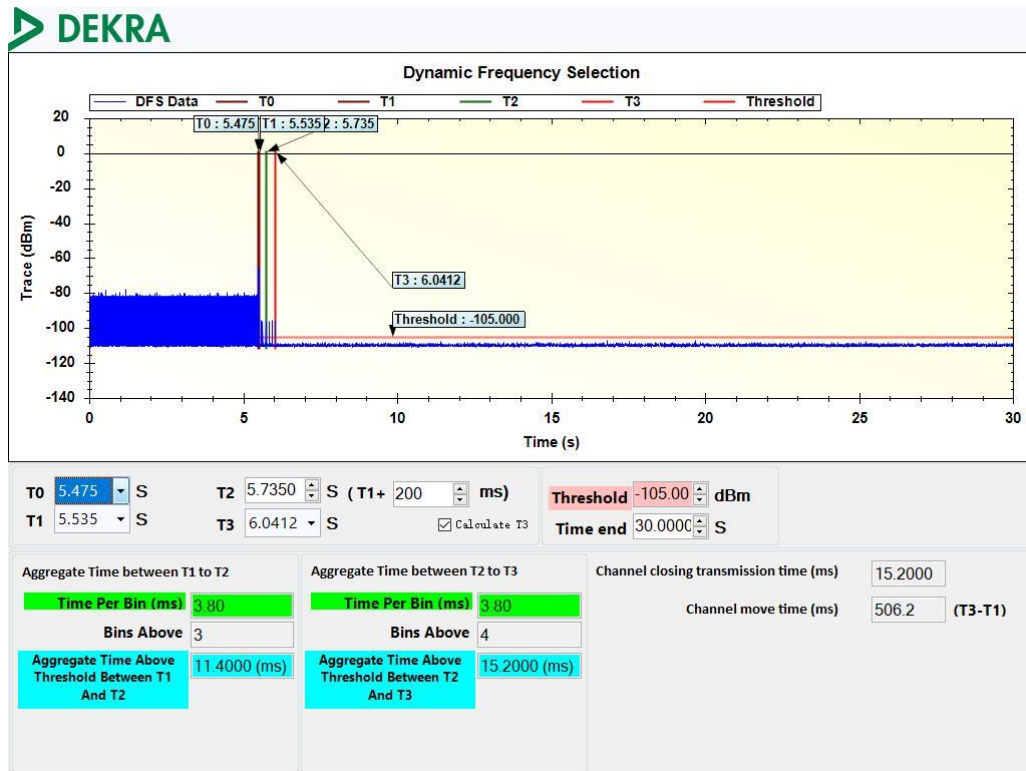 DEKRA
Dynamic Frequency Selection
DFS Data T0 T1 T2 T3 Threshold
T0 : 5.475 T1 : 5.535 2 : 5.735
20
0
-20
-40
-60
-80
-100
-120
-140
Trace (dBm)
T3 : 6.0412
Threshold : -105.000
0 5 10 15 20 25 30
Time (s)
T0 5.475 S T2 5.7350 S ( T1+ 200 ms) Threshold -105.00 dBm
T1 5.535 S T3 6.0412 S Calculate T3 Time end 30.0000 S
Aggregate Time between T1 to T2
Time Per Bin (ms) 3.80
Bins Above 3
Aggregate Time Above 11.4000 (ms)
Threshold Between T1
And T2
Aggregate Time between T2 to T3
Time Per Bin (ms) 3.80
Bins Above 4
Aggregate Time Above 15.2000 (ms)
Threshold Between T2
And T3
Channel closing transmission time (ms) 15.2000
Channel move time (ms) 506.2 (T3-T1)